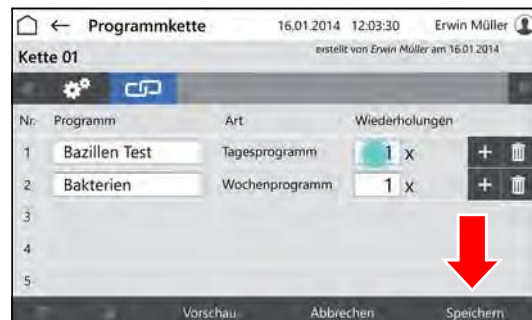 Programmkette 16.01.2014 12:03:30 Erwin Müller
Kette 01 erstellt von Erwin Müller am 16.01.2014
Nr. Programm Art Wiederholungen
1 Bazillen Test Tagesprogramm 1 x +
2 Bakterien Wochenprogramm 1 x +
3
4
5
Vorschau Abbrechen Speichern